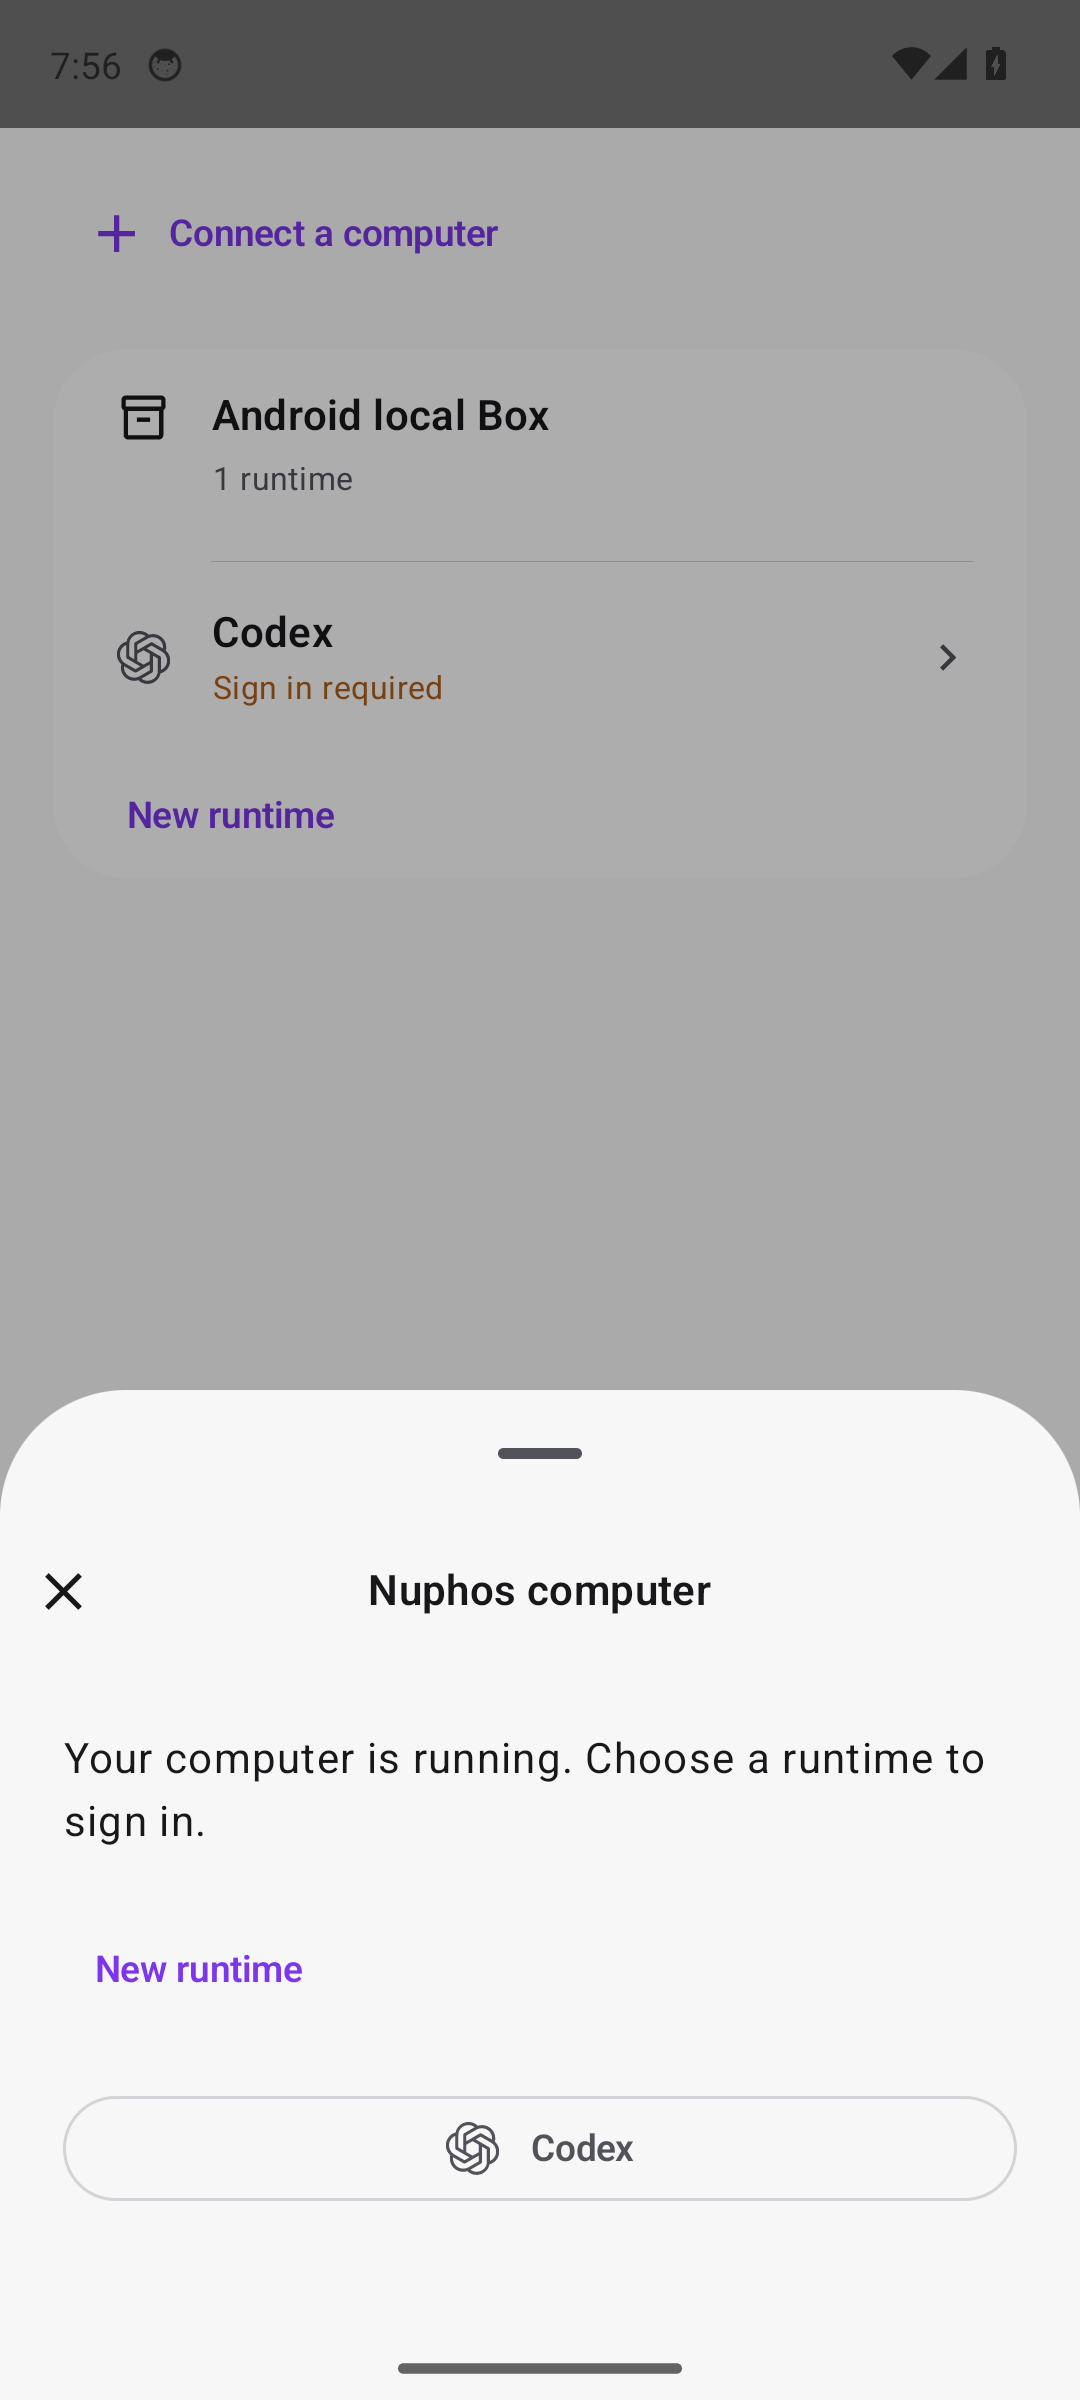 7:56
Connect a computer
Android local Box
1 runtime
Codex
Sign in required
New runtime
Nuphos computer
Your computer is running. Choose a runtime to
sign in.
New runtime
Codex